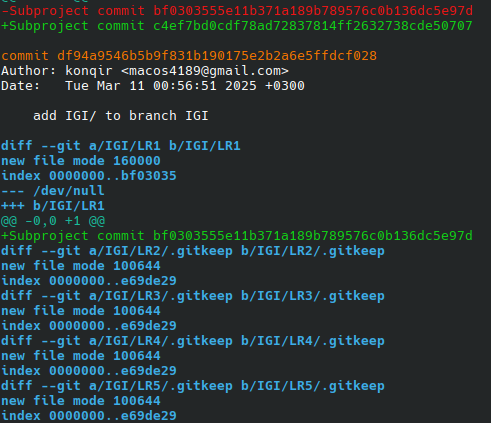 -Subproject commit bf0303555e11b371a189b789576c0b136dc5e97d
+Subproject commit c4ef7bd0cdf78ad72837814ff2632738cde50707
commit df94a9546b5b9f831b190175e2b2a6e5ffdcf028
Author: konqir <macos4189@gmail.com>
Date:   Tue Mar 11 00:56:51 2025 +0300
    add IGI/ to branch IGI
diff --git a/IGI/LR1 b/IGI/LR1
new file mode 160000
index 0000000..bf03035
--- /dev/null
+++ b/IGI/LR1
@@ -0,0 +1 @@
+Subproject commit bf0303555e11b371a189b789576c0b136dc5e97d
diff --git a/IGI/LR2/.gitkeep b/IGI/LR2/.gitkeep
new file mode 100644
index 0000000..e69de29
diff --git a/IGI/LR3/.gitkeep b/IGI/LR3/.gitkeep
new file mode 100644
index 0000000..e69de29
diff --git a/IGI/LR4/.gitkeep b/IGI/LR4/.gitkeep
new file mode 100644
index 0000000..e69de29
diff --git a/IGI/LR5/.gitkeep b/IGI/LR5/.gitkeep
new file mode 100644
index 0000000..e69de29